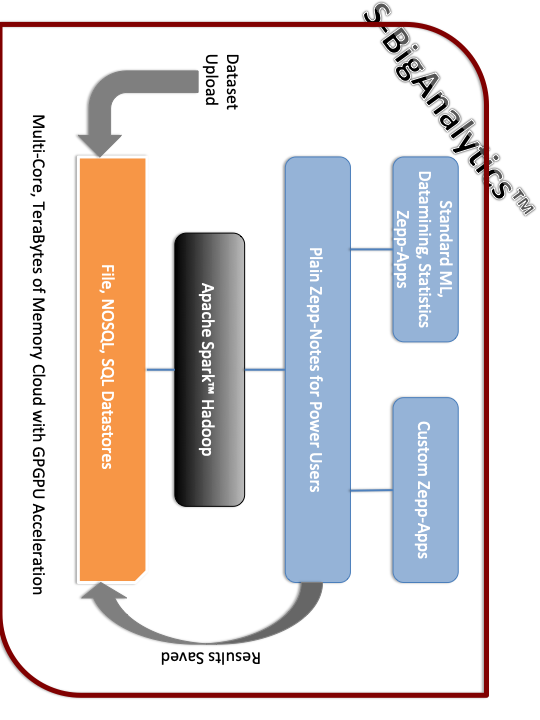 S-BigAnalytics™
Standard ML,
Datamining, Statistics
Zepp-Apps
Custom Zepp-Apps
Plain Zepp-Notes for Power Users
Apache Spark™ Hadoop
Dataset
Upload
File, NOSQL, SQL Datastores
Results Saved
Multi-Core, TeraBytes of Memory Cloud with GPGPU Acceleration